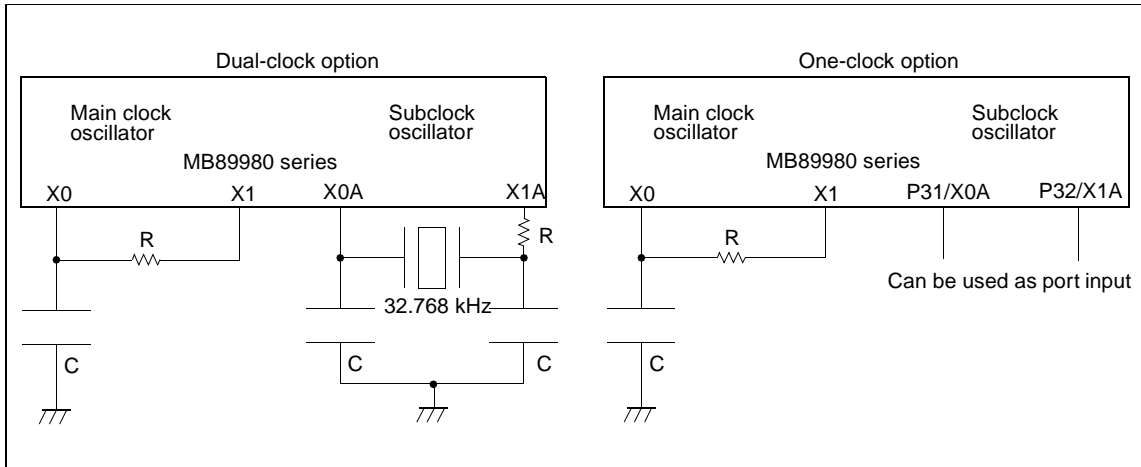 Dual-clock option
Main clock
oscillator
Subclock
oscillator
MB89980 series
X0
X1
X0A
X1A
R
R
32.768 kHz
C
C
C
One-clock option
Main clock
oscillator
Subclock
oscillator
MB89980 series
X0
X1
P31/X0A
P32/X1A
R
Can be used as port input
C